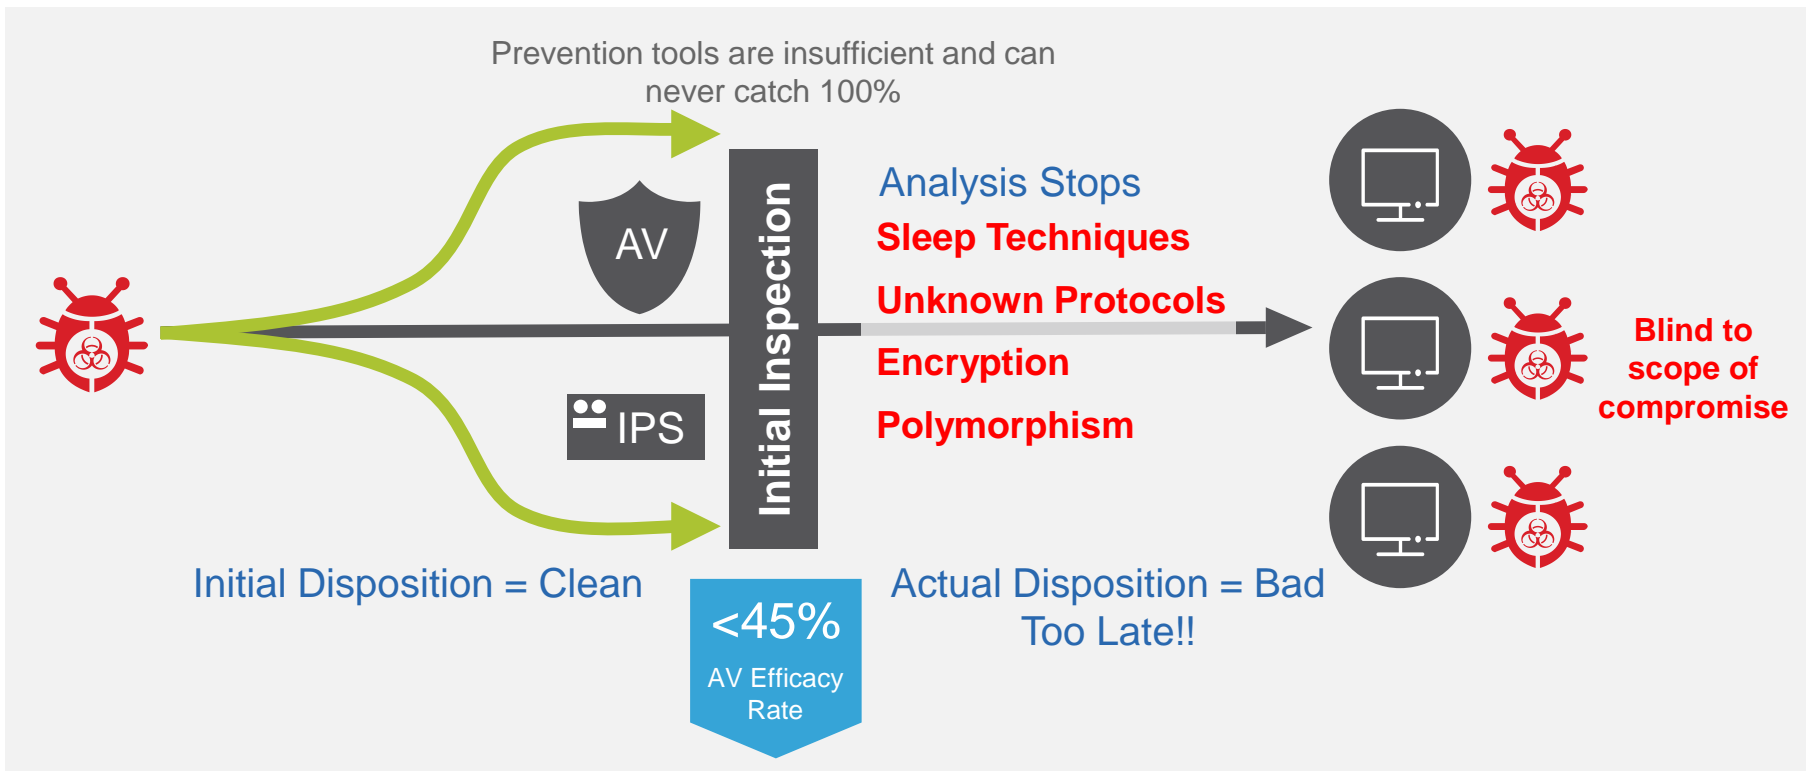 Prevention tools are insufficient and can
never catch 100%
AV
IPS
Initial Inspection
Analysis Stops
Sleep Techniques
Unknown Protocols
Encryption
Polymorphism
Blind to
scope of
compromise
Initial Disposition = Clean
<45%
AV Efficacy
Rate
Actual Disposition = Bad
Too Late!!